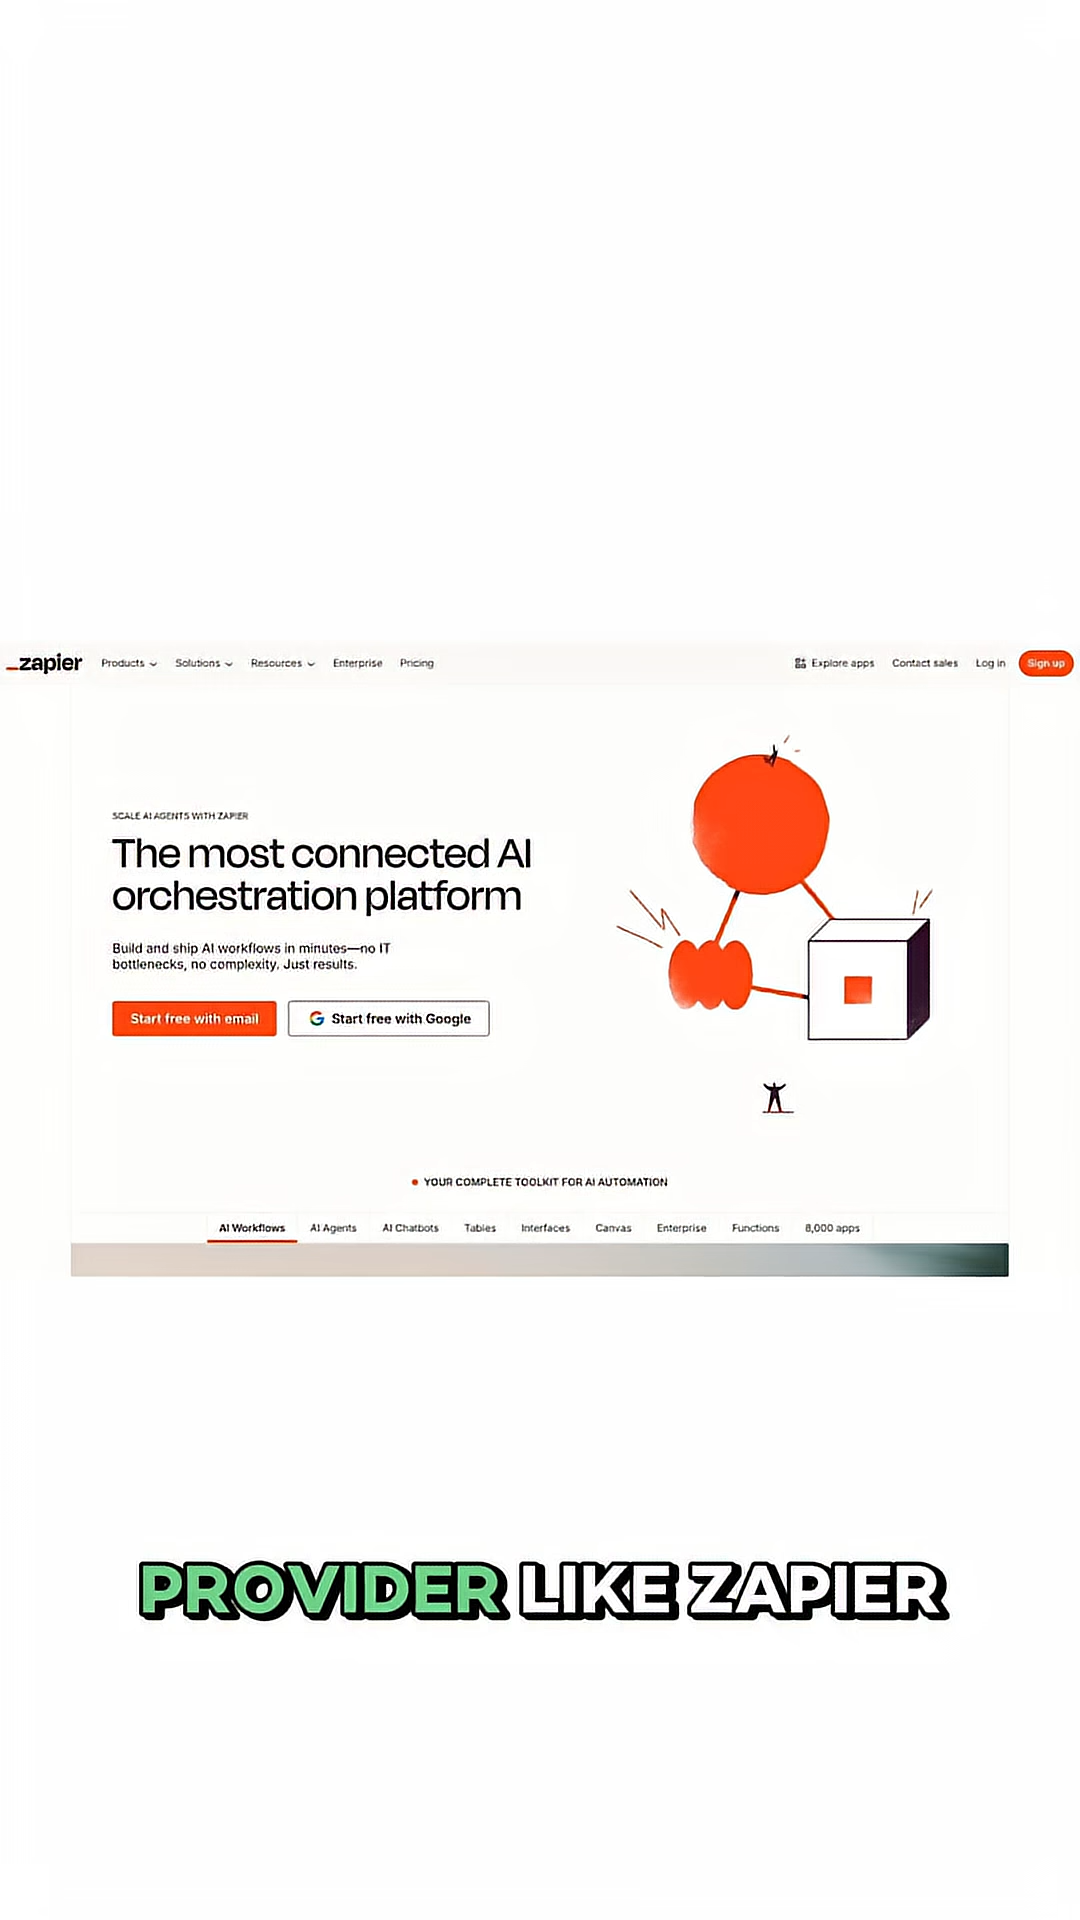 zapier
Products
Solutions
Resources
Enterprise
Pricing
Explore apps
Contact sales
Log in
Sign up
SCALE AI AGENTS WITH ZAPIER
The most connected AI
orchestration platform
Build and ship AI workflows in minutes—no IT
bottlenecks, no complexity. Just results.
Start free with email
Start free with Google
YOUR COMPLETE TOOLKIT FOR AI AUTOMATION
AI Workflows
AI Agents
AI Chatbots
Tables
Interfaces
Canvas
Enterprise
Functions
8,000 apps
PROVIDER LIKE ZAPIER